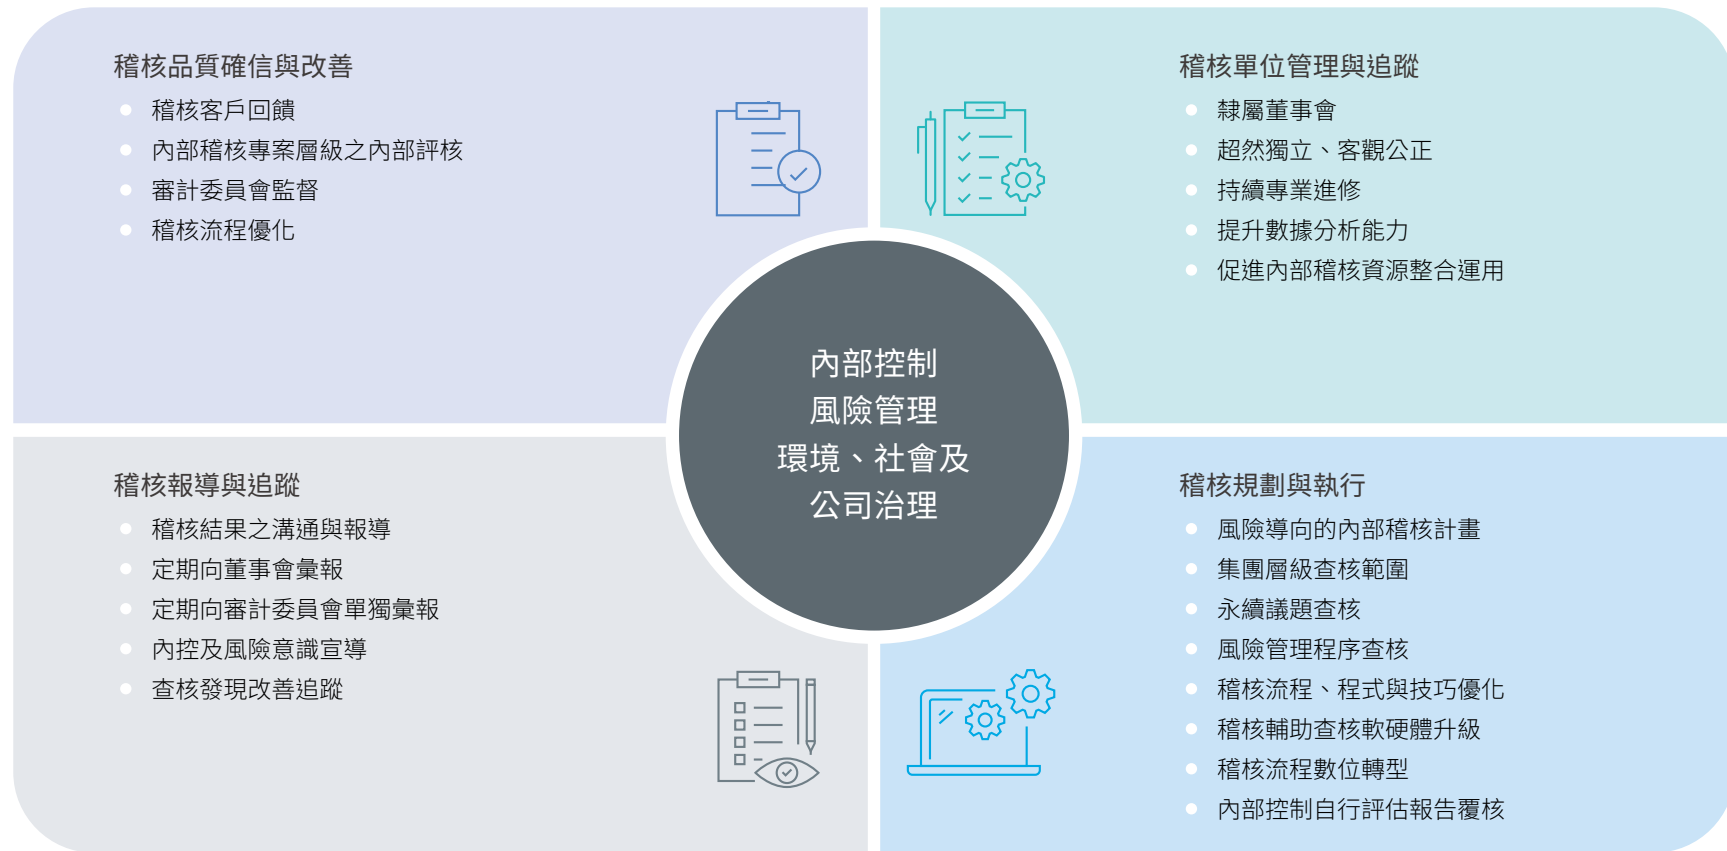 稽核品質確信與改善
稽核客戶回饋
內部稽核專案層級之內部評核
審計委員會監督
稽核流程優化
稽核單位管理與追蹤
隸屬董事會
超然獨立、客觀公正
持續專業進修
提升數據分析能力
促進內部稽核資源整合運用
內部控制
風險管理
環境、社會及
公司治理
稽核報導與追蹤
稽核結果之溝通與報導
定期向董事會彙報
定期向審計委員會單獨彙報
內控及風險意識宣導
查核發現改善追蹤
稽核規劃與執行
風險導向的內部稽核計畫
集團層級查核範圍
永續議題查核
風險管理程序查核
稽核流程、程式與技巧優化
稽核輔助查核軟硬體升級
稽核流程數位轉型
內部控制自行評估報告覆核